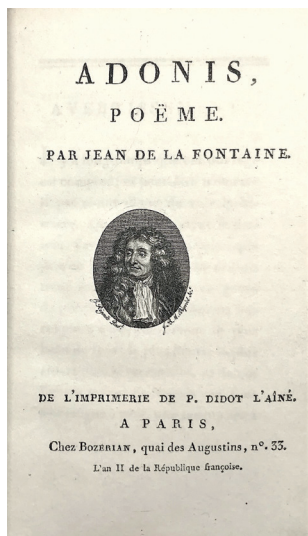 ADONIS,
POËME.
PAR JEAN DE LA FONTAINE.
DE L'IMPRIMERIE DE P. DIDOT L'AÎNÉ.
A PARIS,
Chez BOZERIAN, quai des Augustins, nº. 33.
L'an II de la République françoise.